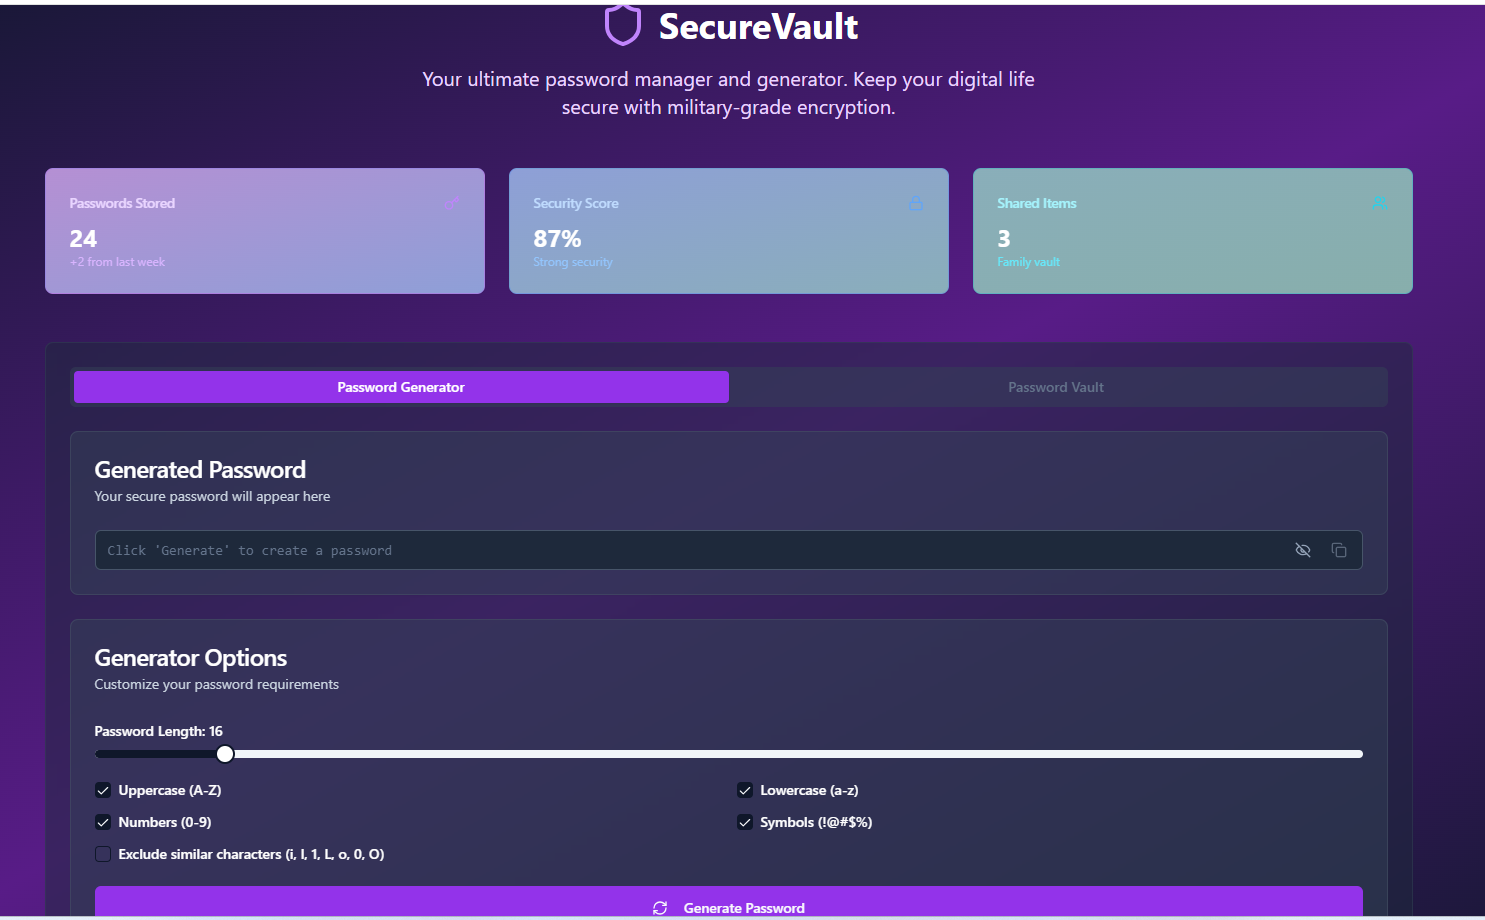 SecureVault
Your ultimate password manager and generator. Keep your digital life
secure with military-grade encryption.
Passwords Stored
24
+2 from last week
Security Score
87%
Strong security
Shared Items
3
Family vault
Password Generator
Password Vault
Generated Password
Your secure password will appear here
Click 'Generate' to create a password
Generator Options
Customize your password requirements
Password Length: 16
Uppercase (A-Z)
Lowercase (a-z)
Numbers (0-9)
Symbols (!@#$%)
Exclude similar characters (i, l, 1, L, o, 0, O)
Generate Password